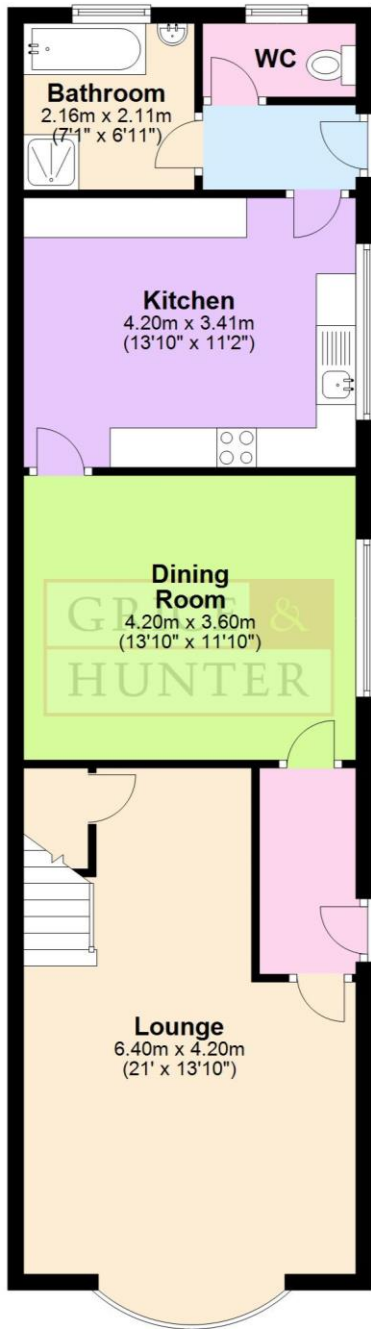 WC
Bathroom
2.16m x 2.11m
(7'1" x 6'11")
Kitchen
4.20m x 3.41m
(13'10" x 11'2")
Dining
Room
4.20m x 3.60m
(13'10" x 11'10")
GRICE &
HUNTER
Lounge
6.40m x 4.20m
(21' x 13'10")